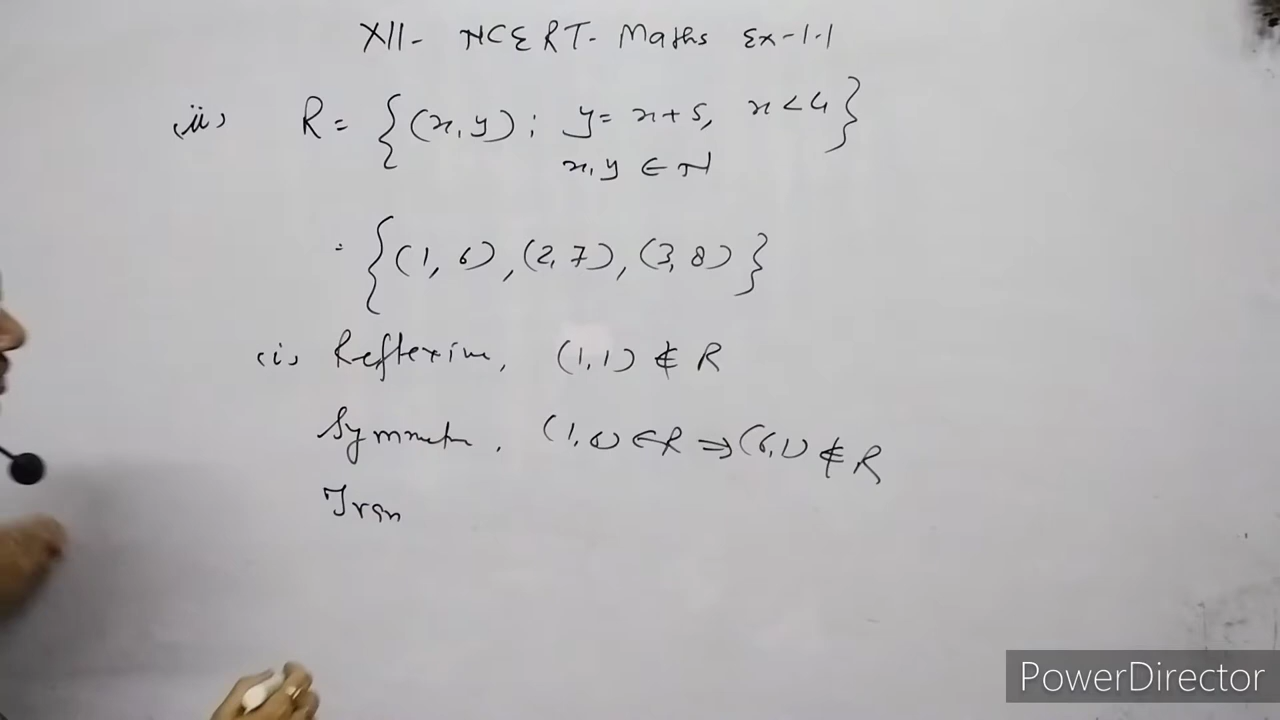 XII- NCERT- Maths Ex-1.1
(ii) R = {(x, y); y = x + 5, x < 4}
x, y ∈ N
= {(1, 6), (2, 7), (3, 8)}
(i) Reflexive, (1, 1) ∉ R
Symmetric, (1, 6) ∈ R ⇒ (6, 1) ∉ R
Tran
PowerDirector